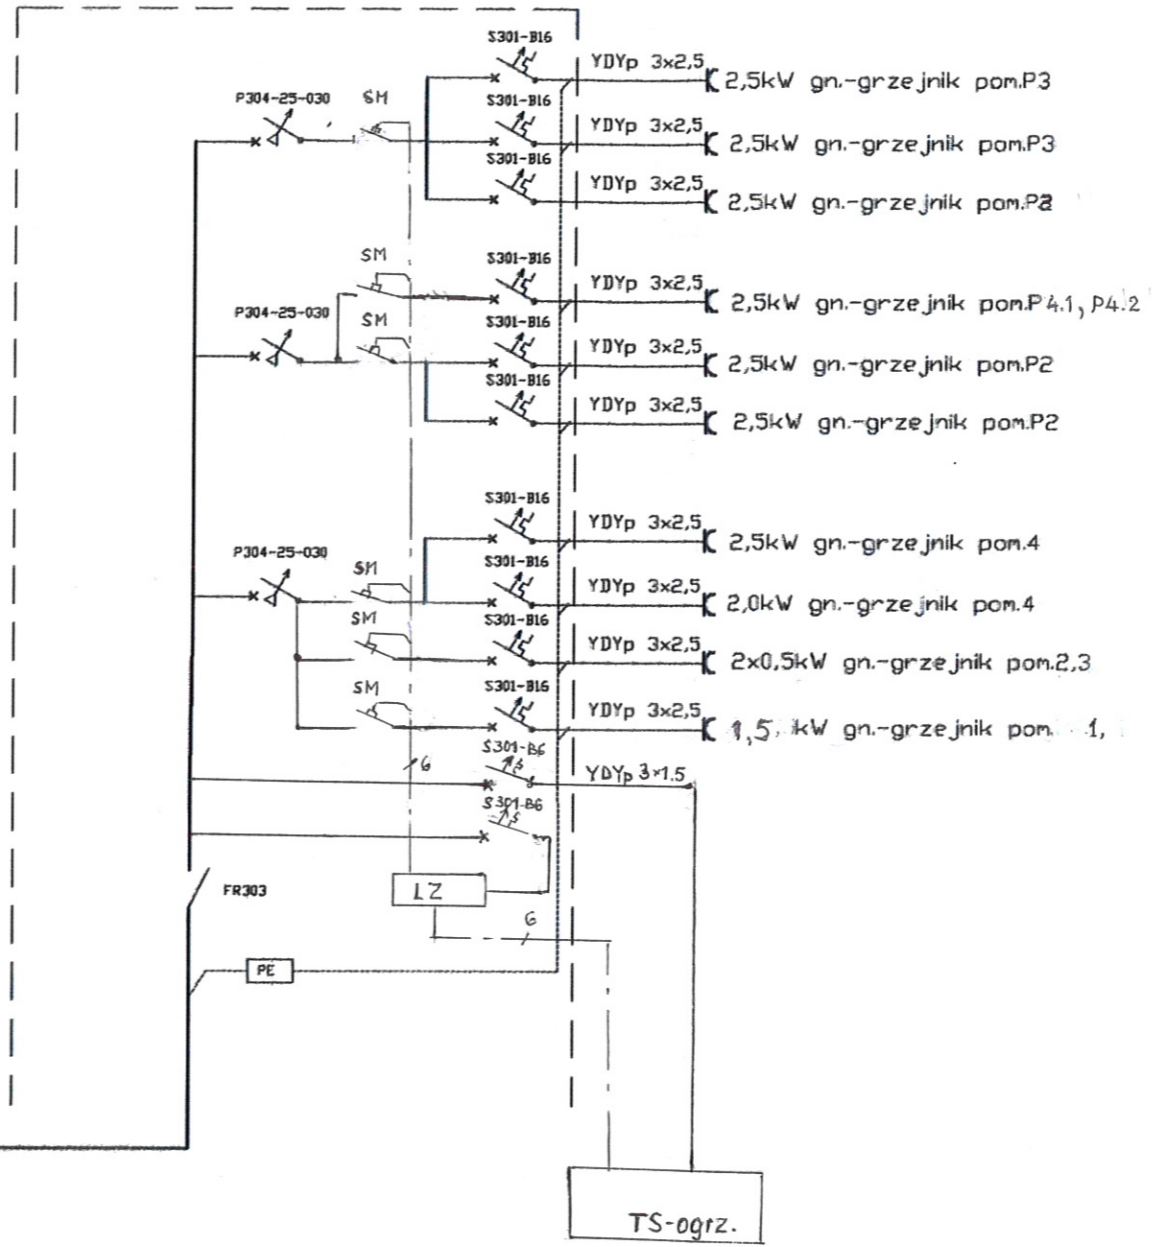 S301-B16
YDYp 3x2,5
2,5kW gn.-grzejnik pom.P3
P304-25-030
SM
S301-B16
YDYp 3x2,5
2,5kW gn.-grzejnik pom.P3
S301-B16
YDYp 3x2,5
2,5kW gn.-grzejnik pom.P2
SM
S301-B16
YDYp 3x2,5
2,5kW gn.-grzejnik pom.P4.1, P4.2
P304-25-030
SM
S301-B16
YDYp 3x2,5
2,5kW gn.-grzejnik pom.P2
S301-B16
YDYp 3x2,5
2,5kW gn.-grzejnik pom.P2
S301-B16
YDYp 3x2,5
2,5kW gn.-grzejnik pom.4
P304-25-030
SM
S301-B16
YDYp 3x2,5
2,0kW gn.-grzejnik pom.4
SM
S301-B16
YDYp 3x2,5
2x0,5kW gn.-grzejnik pom.2,3
SM
S301-B16
YDYp 3x2,5
1,5 kW gn.-grzejnik pom. 1,
6
S301-B6
YDYp 3x1.5
S301-B6
FR303
LZ
6
PE
TS-ogrz.